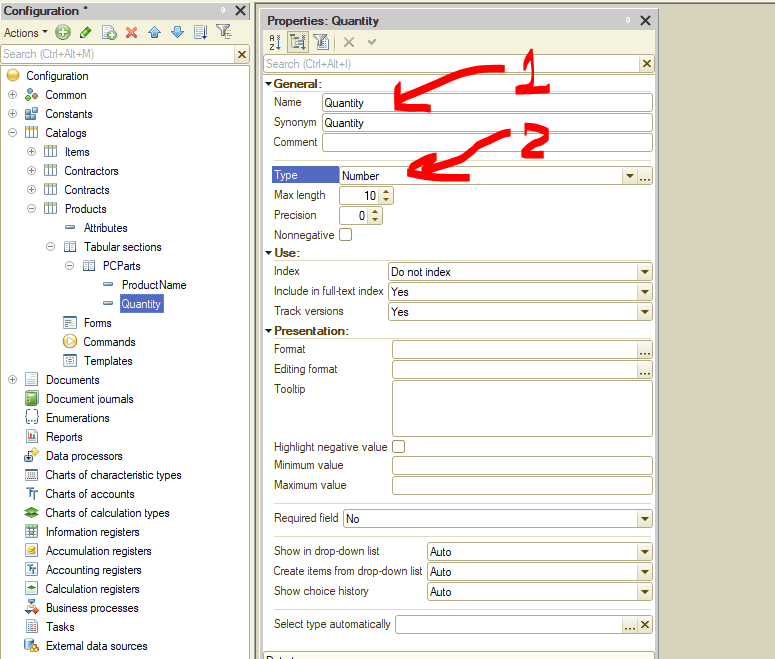 Configuration *
Actions
Search (Ctrl+Alt+M)
Configuration
Common
Constants
Catalogs
Items
Contractors
Contracts
Products
Attributes
Tabular sections
PCParts
ProductName
Quantity
Forms
Commands
Templates
Documents
Document journals
Enumerations
Reports
Data processors
Charts of characteristic types
Charts of accounts
Charts of calculation types
Information registers
Accumulation registers
Accounting registers
Calculation registers
Business processes
Tasks
External data sources
Properties: Quantity
Search (Ctrl+Alt+I)
General:
1
Name Quantity
Synonym Quantity
Comment
2
Type Number ...
Max length 10
Precision 0
Nonnegative
Use:
Index Do not index
Include in full-text index Yes
Track versions Yes
Presentation:
Format ...
Editing format ...
Tooltip
Highlight negative value
Minimum value
Maximum value
Required field No
Show in drop-down list Auto
Create items from drop-down list Auto
Show choice history Auto
Select type automatically ...